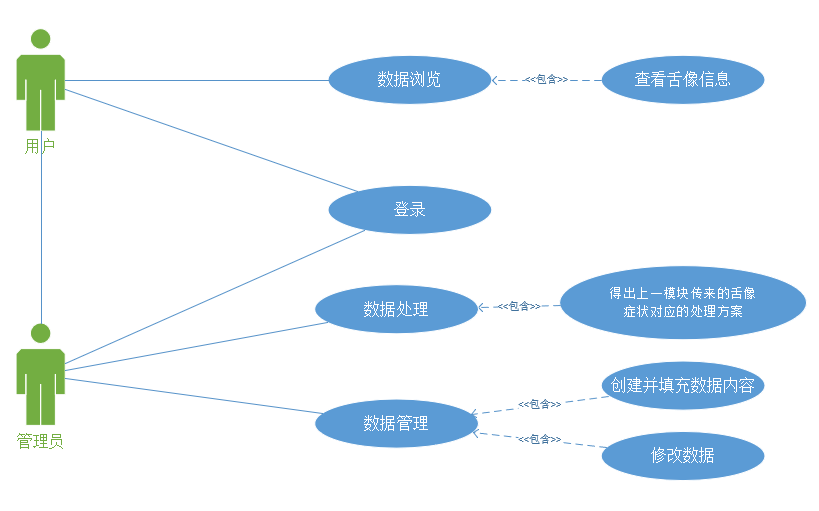 用户
数据浏览
<<包含>>
查看舌像信息
登录
数据处理
<<包含>>
得出上一模块传来的舌像
症状对应的处理方案
管理员
数据管理
<<包含>>
创建并填充数据内容
<<包含>>
修改数据